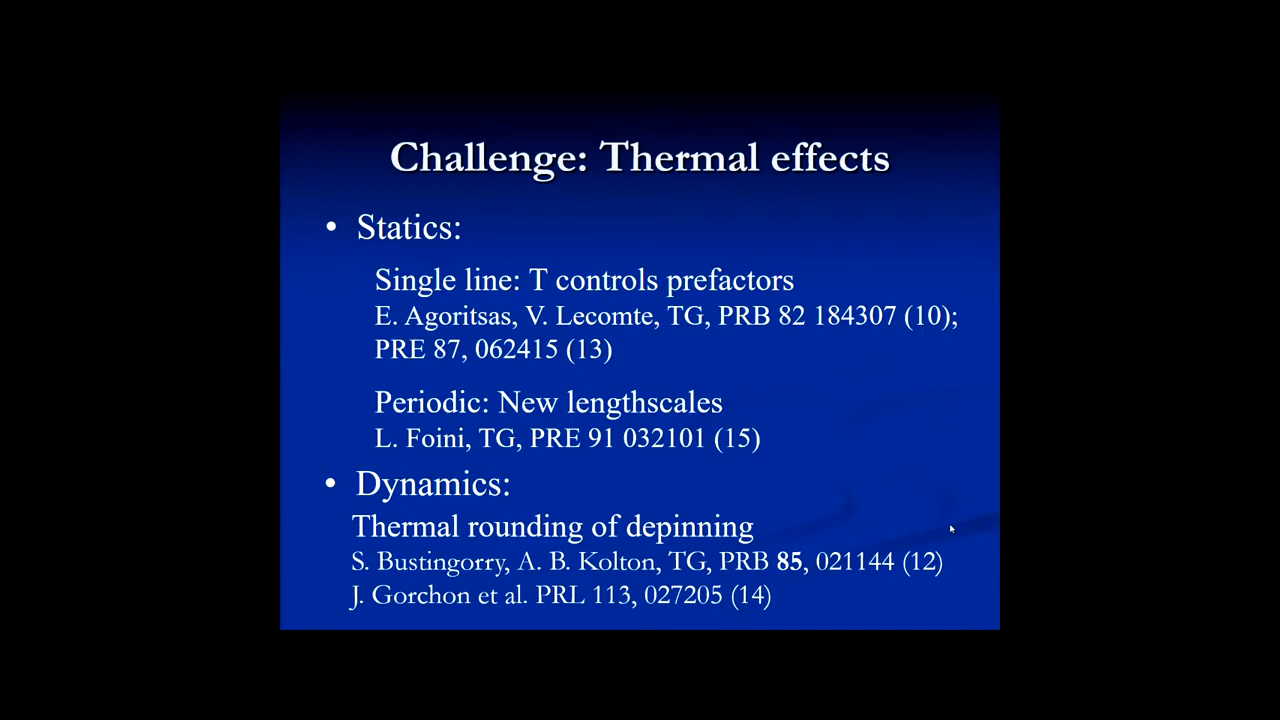 Challenge: Thermal effects
• Statics:
Single line: T controls prefactors
E. Agoritsas, V. Lecomte, TG, PRB 82 184307 (10);
PRE 87, 062415 (13)
Periodic: New lengthscales
L. Foini, TG, PRE 91 032101 (15)
• Dynamics:
Thermal rounding of depinning
S. Bustingorry, A. B. Kolton, TG, PRB 85, 021144 (12)
J. Gorchon et al. PRL 113, 027205 (14)